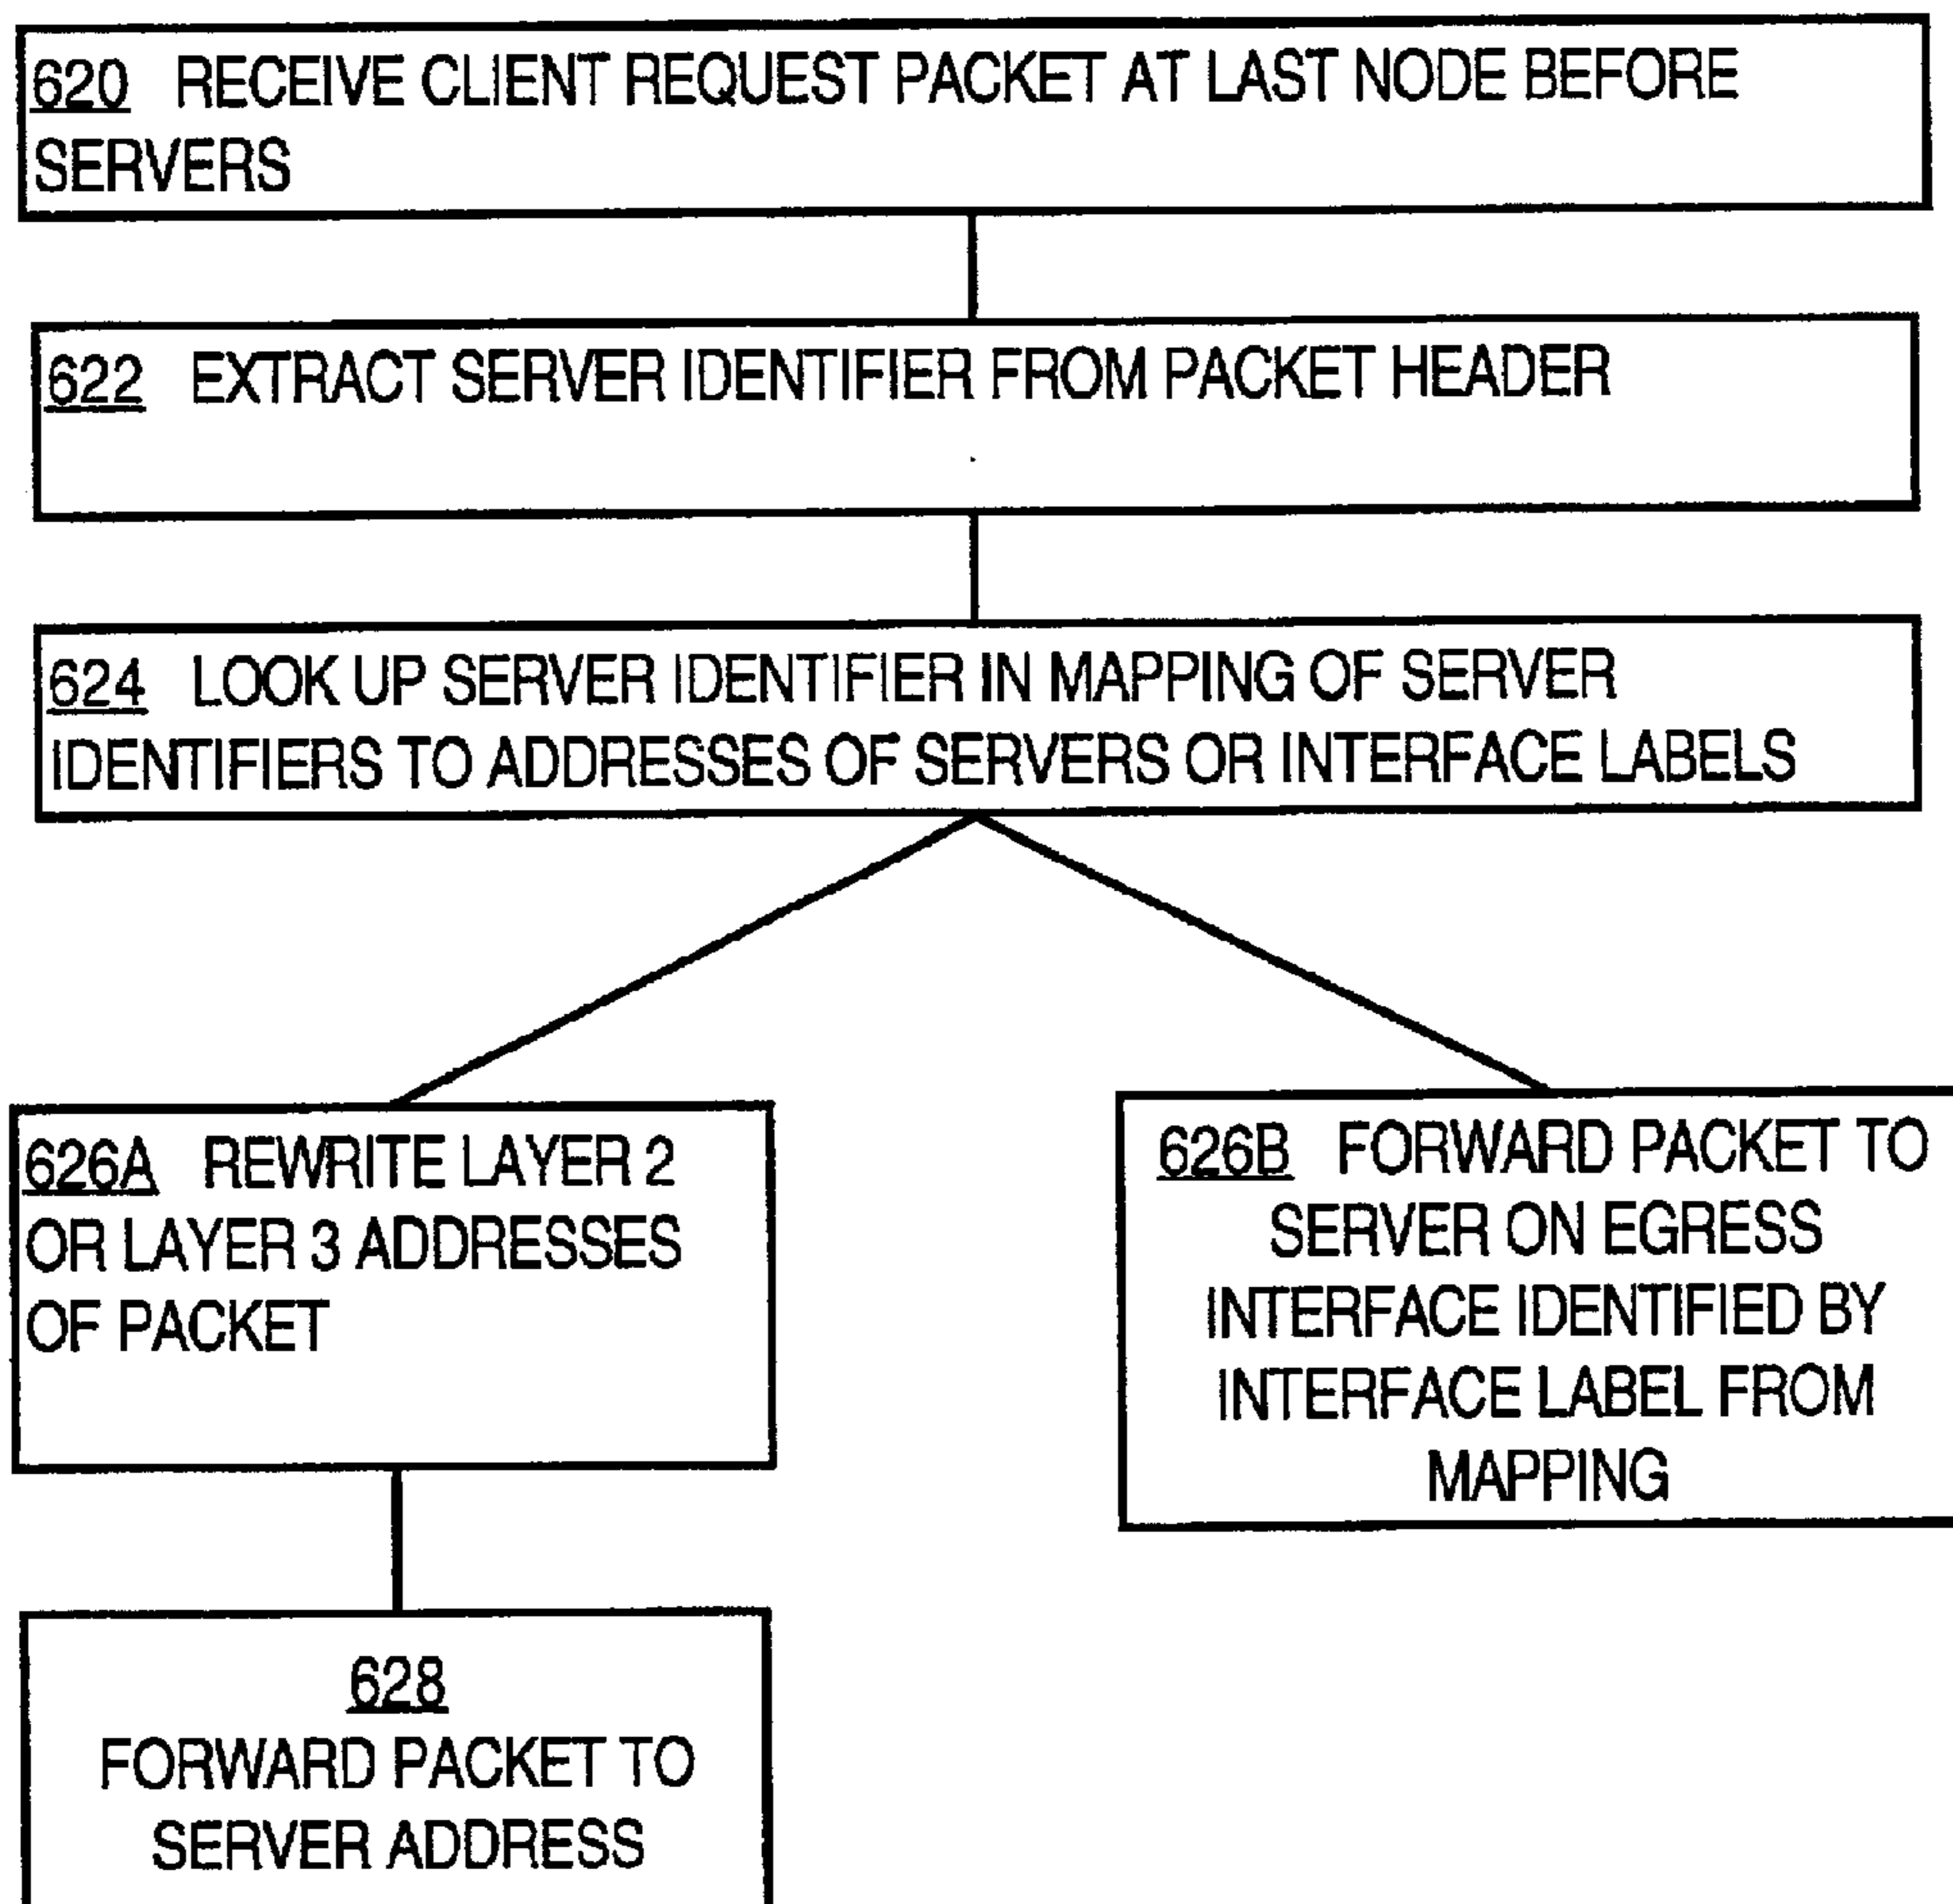 620 RECEIVE CLIENT REQUEST PACKET AT LAST NODE BEFORE
SERVERS
622 EXTRACT SERVER IDENTIFIER FROM PACKET HEADER
624 LOOK UP SERVER IDENTIFIER IN MAPPING OF SERVER
IDENTIFIERS TO ADDRESSES OF SERVERS OR INTERFACE LABELS
626A REWRITE LAYER 2
OR LAYER 3 ADDRESSES
OF PACKET
626B FORWARD PACKET TO
SERVER ON EGRESS
INTERFACE IDENTIFIED BY
INTERFACE LABEL FROM
MAPPING
628
FORWARD PACKET TO
SERVER ADDRESS